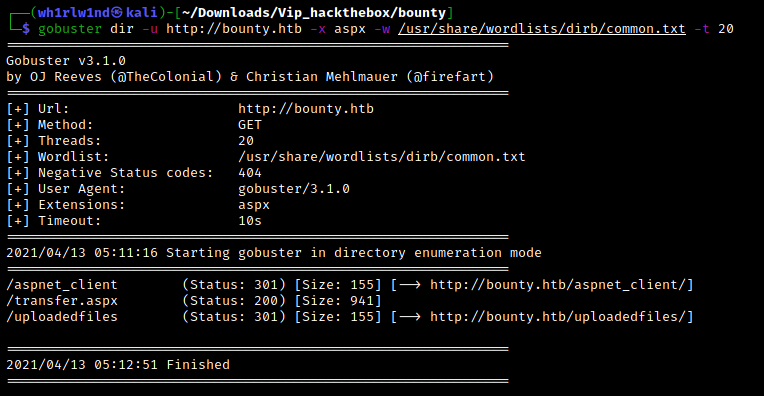 ┌──(wh1rlw1nd㉿kali)-[~/Downloads/Vip_hackthebox/bounty]
└─$ gobuster dir -u http://bounty.htb -x aspx -w /usr/share/wordlists/dirb/common.txt -t 20
===============================================================
Gobuster v3.1.0
by OJ Reeves (@TheColonial) & Christian Mehlmauer (@firefart)
===============================================================
[+] Url:                     http://bounty.htb
[+] Method:                  GET
[+] Threads:                 20
[+] Wordlist:                /usr/share/wordlists/dirb/common.txt
[+] Negative Status codes:   404
[+] User Agent:              gobuster/3.1.0
[+] Extensions:              aspx
[+] Timeout:                 10s
===============================================================
2021/04/13 05:11:16 Starting gobuster in directory enumeration mode
===============================================================
/aspnet_client        (Status: 301) [Size: 155] [--> http://bounty.htb/aspnet_client/]
/transfer.aspx        (Status: 200) [Size: 941]
/uploadedfiles        (Status: 301) [Size: 155] [--> http://bounty.htb/uploadedfiles/]
===============================================================
2021/04/13 05:12:51 Finished
===============================================================